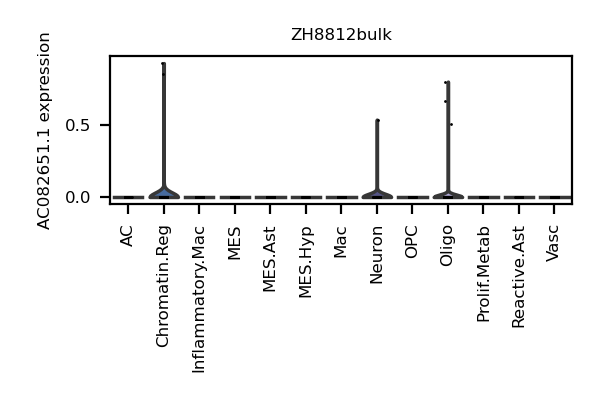 ZH8812bulk
AC082651.1 expression
0.5
0.0
AC
Chromatin.Reg
Inflammatory.Mac
MES
MES.Ast
MES.Hyp
Mac
Neuron
OPC
Oligo
Prolif.Metab
Reactive.Ast
Vasc